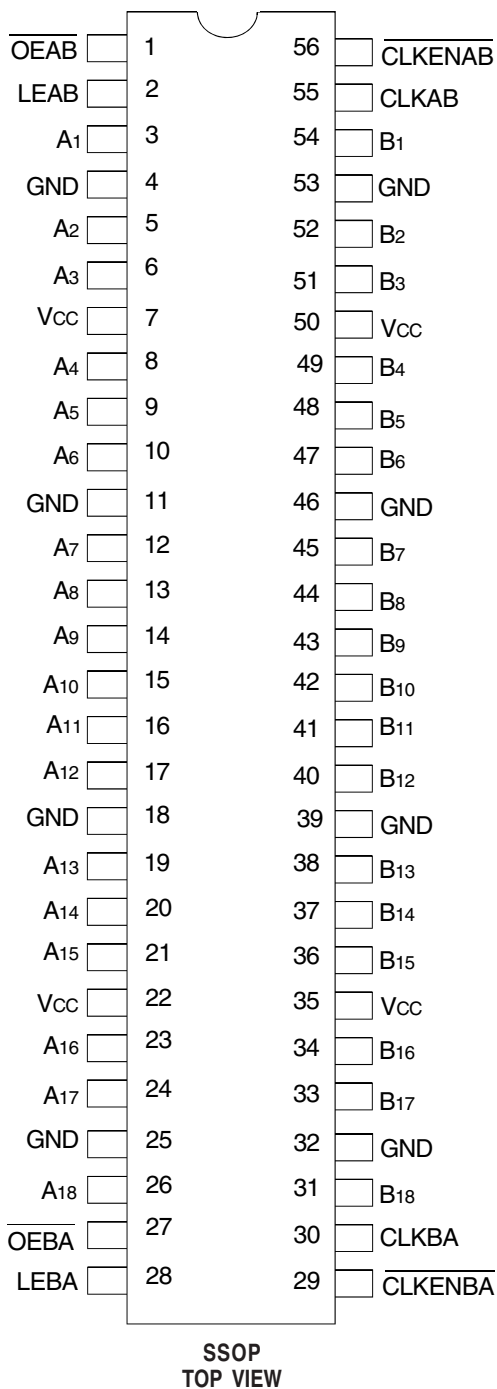 OEAB 1 56 CLKENAB
LEAB 2 55 CLKAB
A1 3 54 B1
GND 4 53 GND
A2 5 52 B2
A3 6 51 B3
VCC 7 50 VCC
A4 8 49 B4
A5 9 48 B5
A6 10 47 B6
GND 11 46 GND
A7 12 45 B7
A8 13 44 B8
A9 14 43 B9
A10 15 42 B10
A11 16 41 B11
A12 17 40 B12
GND 18 39 GND
A13 19 38 B13
A14 20 37 B14
A15 21 36 B15
VCC 22 35 VCC
A16 23 34 B16
A17 24 33 B17
GND 25 32 GND
A18 26 31 B18
OEBA 27 30 CLKBA
LEBA 28 29 CLKENBA
SSOP
TOP VIEW